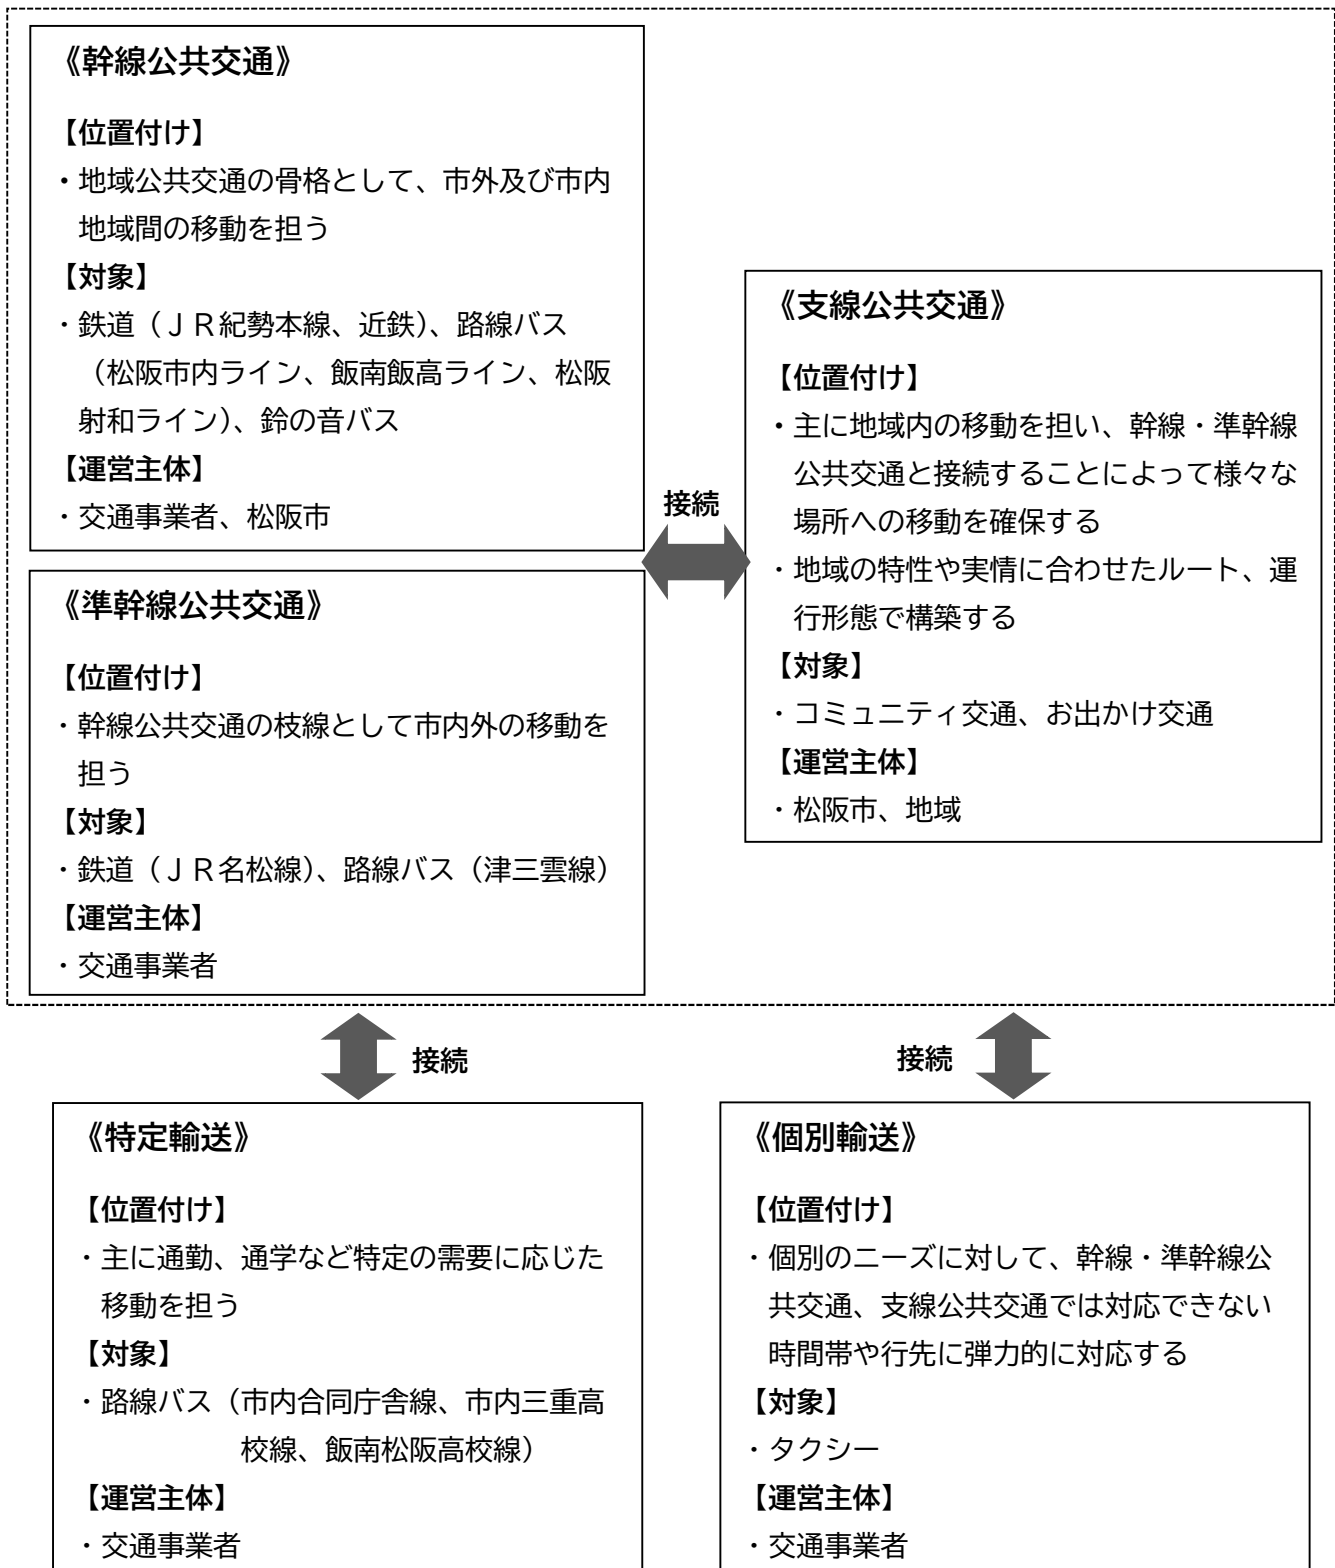 《幹線公共交通》
【位置付け】
・地域公共交通の骨格として、市外及び市内
地域間の移動を担う
【対象】
・鉄道（ＪＲ紀勢本線、近鉄）、路線バス
（松阪市内ライン、飯南飯高ライン、松阪
射和ライン）、鈴の音バス
【運営主体】
・交通事業者、松阪市
《準幹線公共交通》
【位置付け】
・幹線公共交通の枝線として市内外の移動を
担う
【対象】
・鉄道（ＪＲ名松線）、路線バス（津三雲線）
【運営主体】
・交通事業者
接続
《支線公共交通》
【位置付け】
・主に地域内の移動を担い、幹線・準幹線
公共交通と接続することによって様々な
場所への移動を確保する
・地域の特性や実情に合わせたルート、運
行形態で構築する
【対象】
・コミュニティ交通、お出かけ交通
【運営主体】
・松阪市、地域
接続
接続
《特定輸送》
【位置付け】
・主に通勤、通学など特定の需要に応じた
移動を担う
【対象】
・路線バス（市内合同庁舎線、市内三重高
校線、飯南松阪高校線）
【運営主体】
・交通事業者
《個別輸送》
【位置付け】
・個別のニーズに対して、幹線・準幹線公
共交通、支線公共交通では対応できない
時間帯や行先に弾力的に対応する
【対象】
・タクシー
【運営主体】
・交通事業者